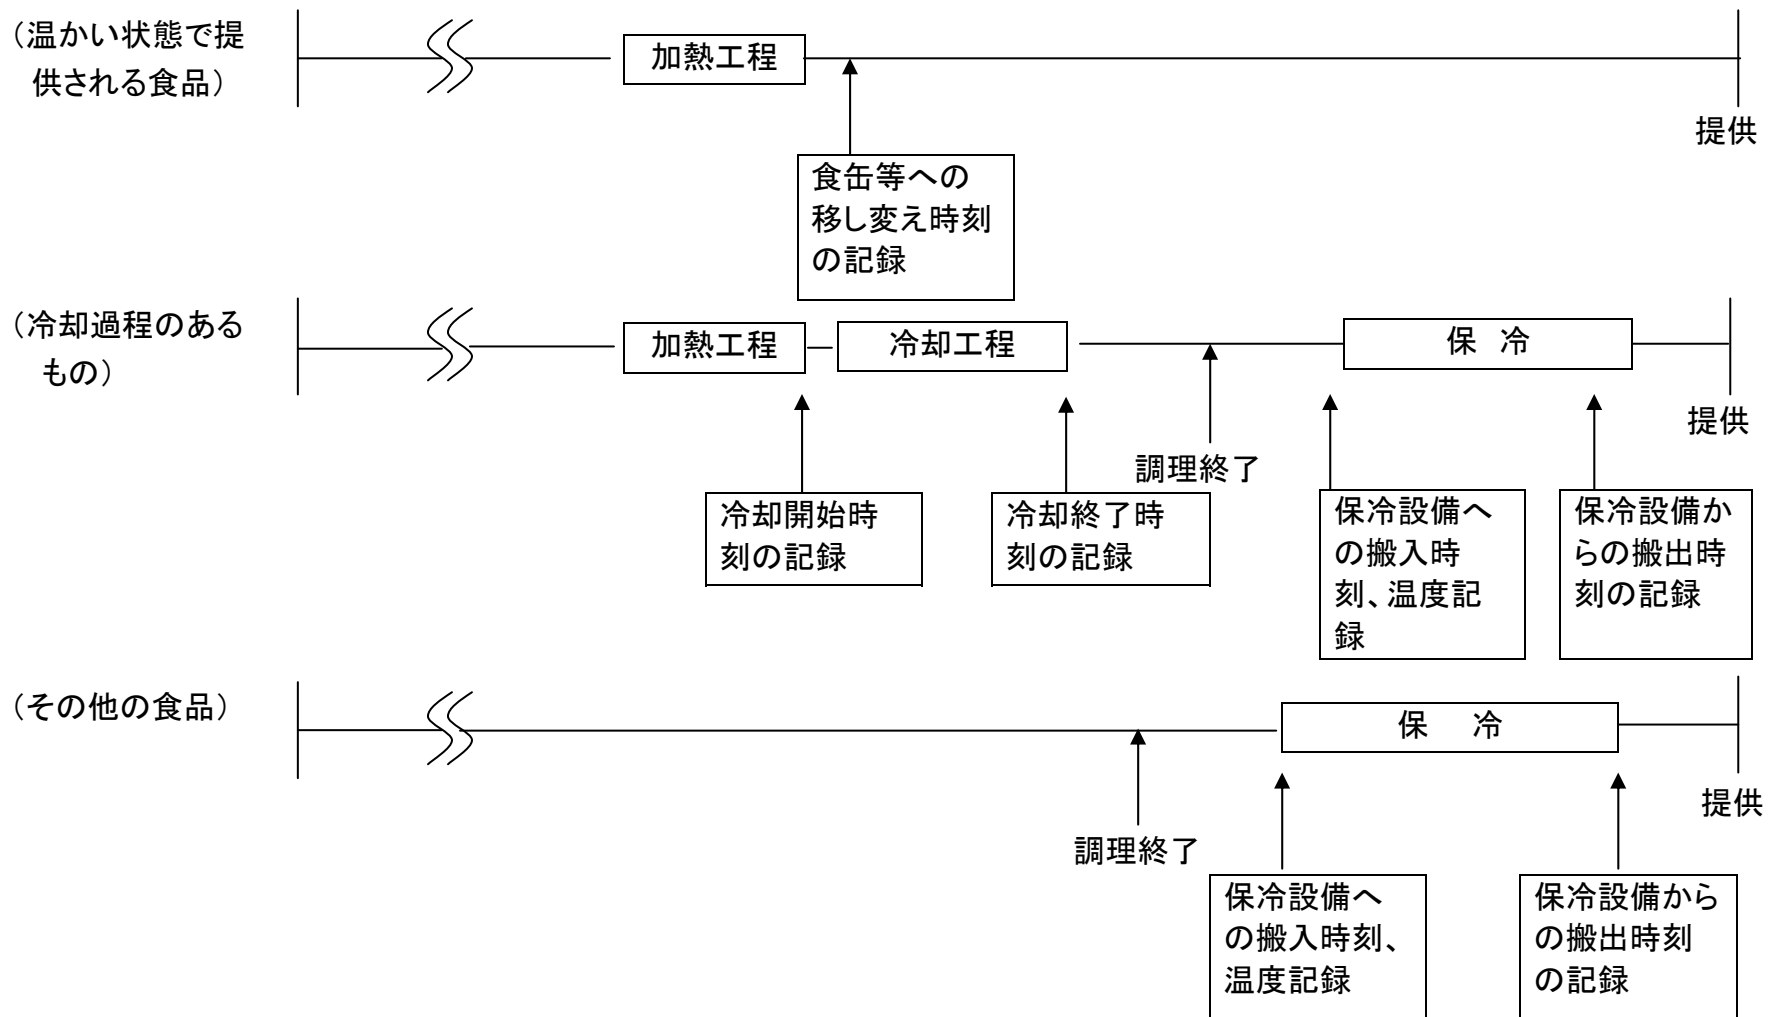 （温かい状態で提
供される食品）
加熱工程
提供
食缶等への
移し変え時刻
の記録
（冷却過程のある
もの）
加熱工程
冷却工程
保 冷
提供
調理終了
冷却開始時
刻の記録
冷却終了時
刻の記録
保冷設備へ
の搬入時
刻、温度記
録
保冷設備か
らの搬出時
刻の記録
（その他の食品）
保 冷
提供
調理終了
保冷設備へ
の搬入時刻、
温度記録
保冷設備から
の搬出時刻
の記録